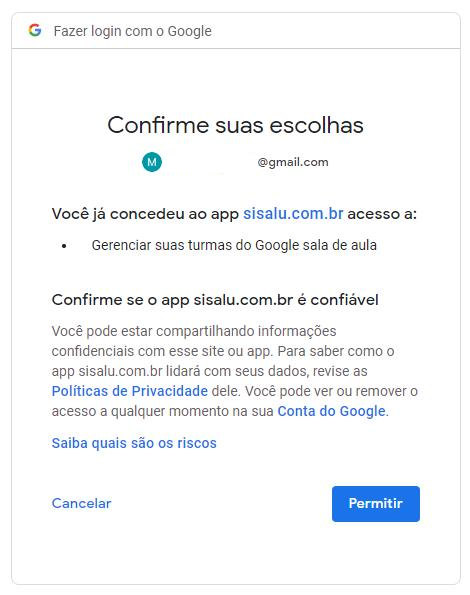 Fazer login com o Google
Confirme suas escolhas
M @gmail.com
Você já concedeu ao app sisalu.com.br acesso a:
• Gerenciar suas turmas do Google sala de aula
Confirme se o app sisalu.com.br é confiável
Você pode estar compartilhando informações
confidenciais com esse site ou app. Para saber como o
app sisalu.com.br lidará com seus dados, revise as
Políticas de Privacidade dele. Você pode ver ou remover o
acesso a qualquer momento na sua Conta do Google.
Saiba quais são os riscos
Cancelar Permitir